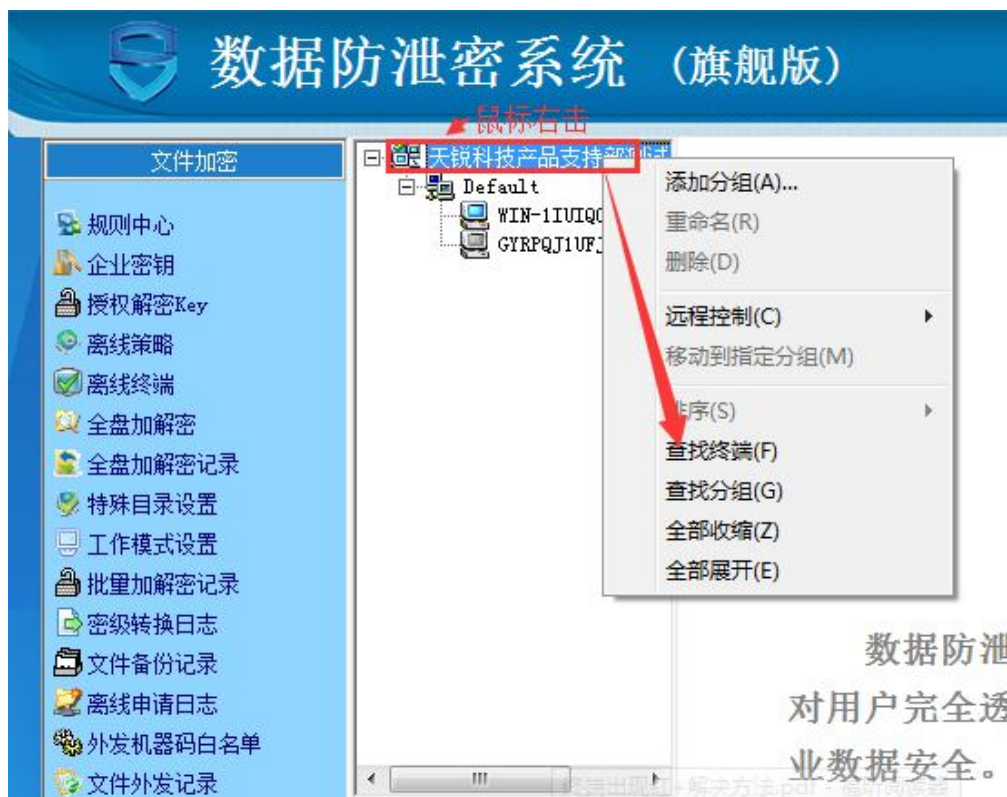 数据防泄密系统 (旗舰版)
鼠标右击
文件加密
规则中心
企业密钥
授权解密Key
离线策略
离线终端
全盘加解密
全盘加解密记录
特殊目录设置
工作模式设置
批量加解密记录
密级转换日志
文件备份记录
离线申请日志
外发机器码白名单
文件外发记录
天锐科技产品支持部测试
Default
WIN-1IUIQ
GYRPQJ1UF
添加分组(A)...
重命名(R)
删除(D)
远程控制(C)
移动到指定分组(M)
排序(S)
查找终端(F)
查找分组(G)
全部收缩(Z)
全部展开(E)
数据防泄
对用户完全透
业数据安全。